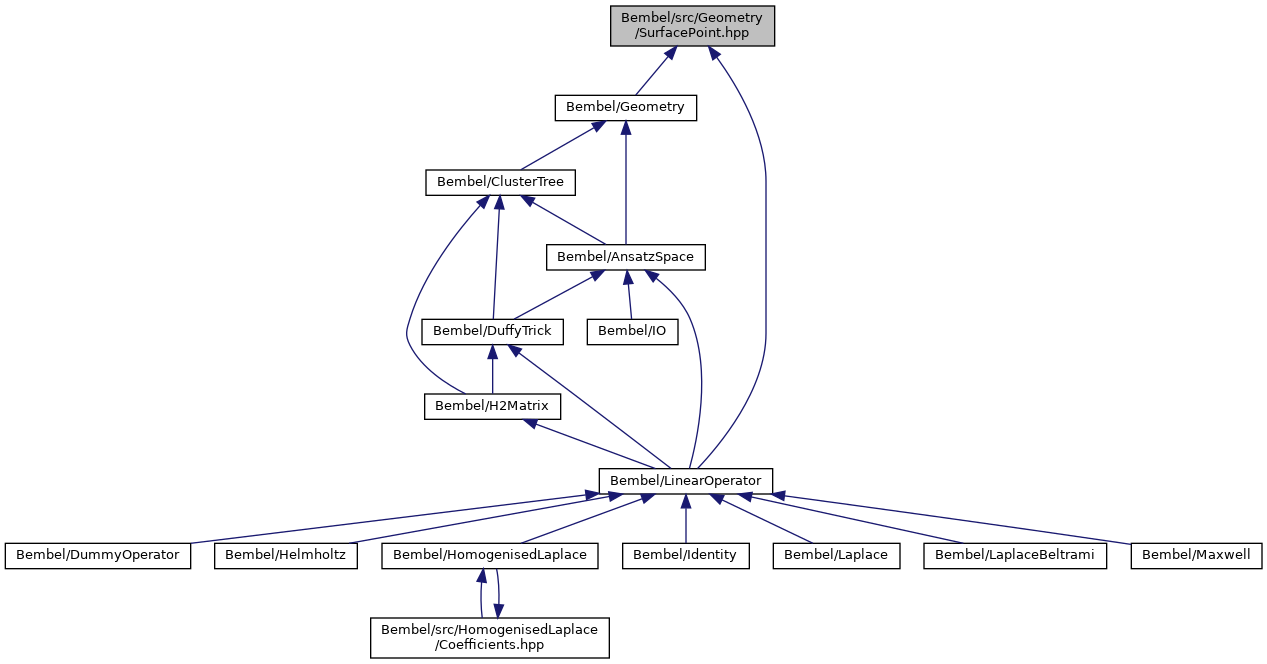 Bembel/src/Geometry
/SurfacePoint.hpp
Bembel/Geometry
Bembel/ClusterTree
Bembel/AnsatzSpace
Bembel/DuffyTrick
Bembel/IO
Bembel/H2Matrix
Bembel/LinearOperator
Bembel/DummyOperator
Bembel/Helmholtz
Bembel/HomogenisedLaplace
Bembel/Identity
Bembel/Laplace
Bembel/LaplaceBeltrami
Bembel/Maxwell
Bembel/src/HomogenisedLaplace
/Coefficients.hpp